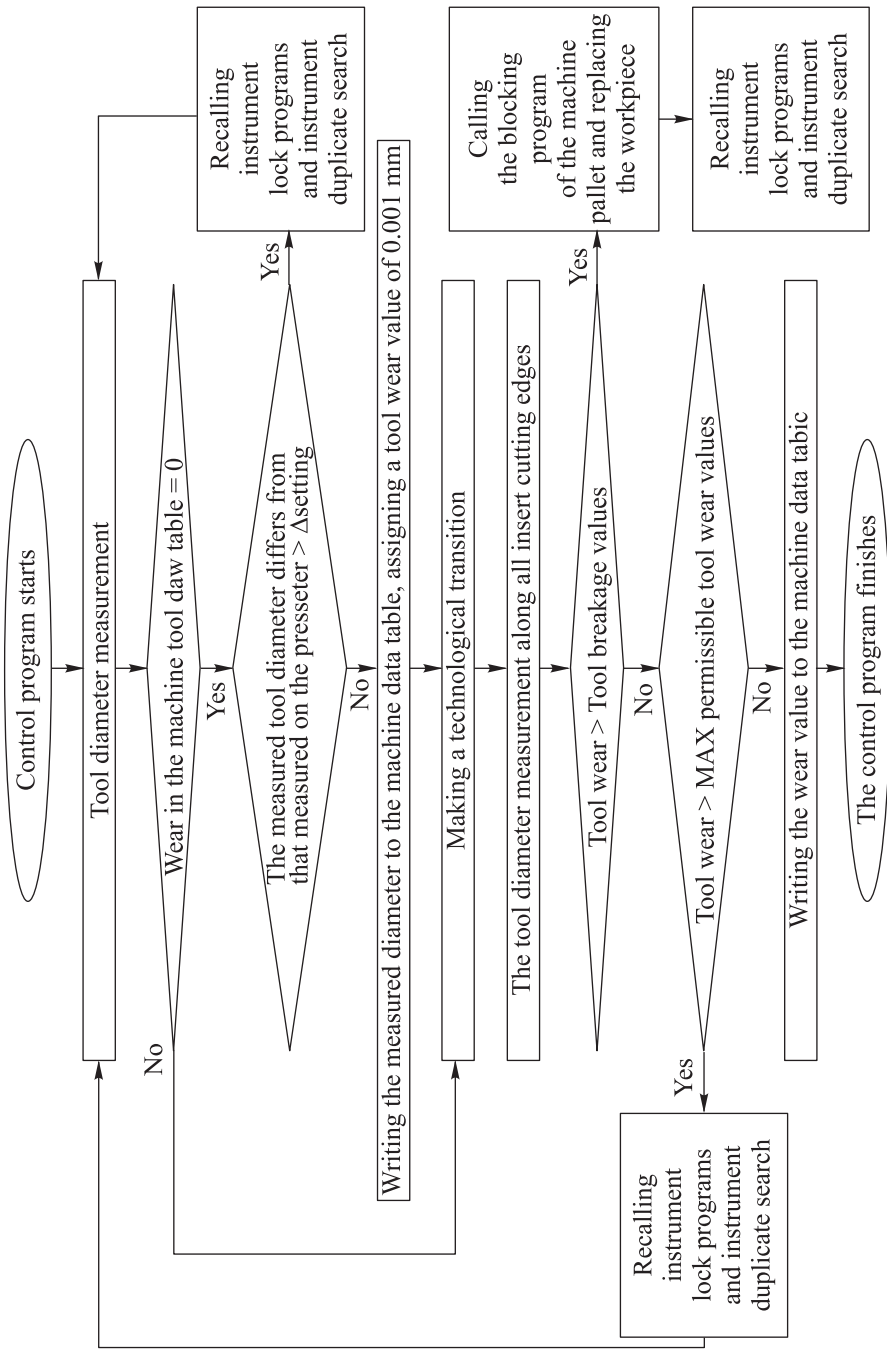 Control program starts
Tool diameter measurement
Wear in the machine tool daw table = 0
No
Yes
The measured tool diameter differs from
that measured on the presseter > Δsetting
Yes
Recalling
instrument
lock programs
and instrument
duplicate search
No
Writing the measured diameter to the machine data table, assigning a tool wear value of 0.001 mm
Making a technological transition
The tool diameter measurement along all insert cutting edges
Tool wear > Tool breakage values
Yes
Calling
the blocking
program
of the machine
pallet and replacing
the workpiece
Recalling
instrument
lock programs
and instrument
duplicate search
No
Tool wear > MAX permissible tool wear values
Yes
Recalling
instrument
lock programs
and instrument
duplicate search
No
Writing the wear value to the machine data tabic
The control program finishes